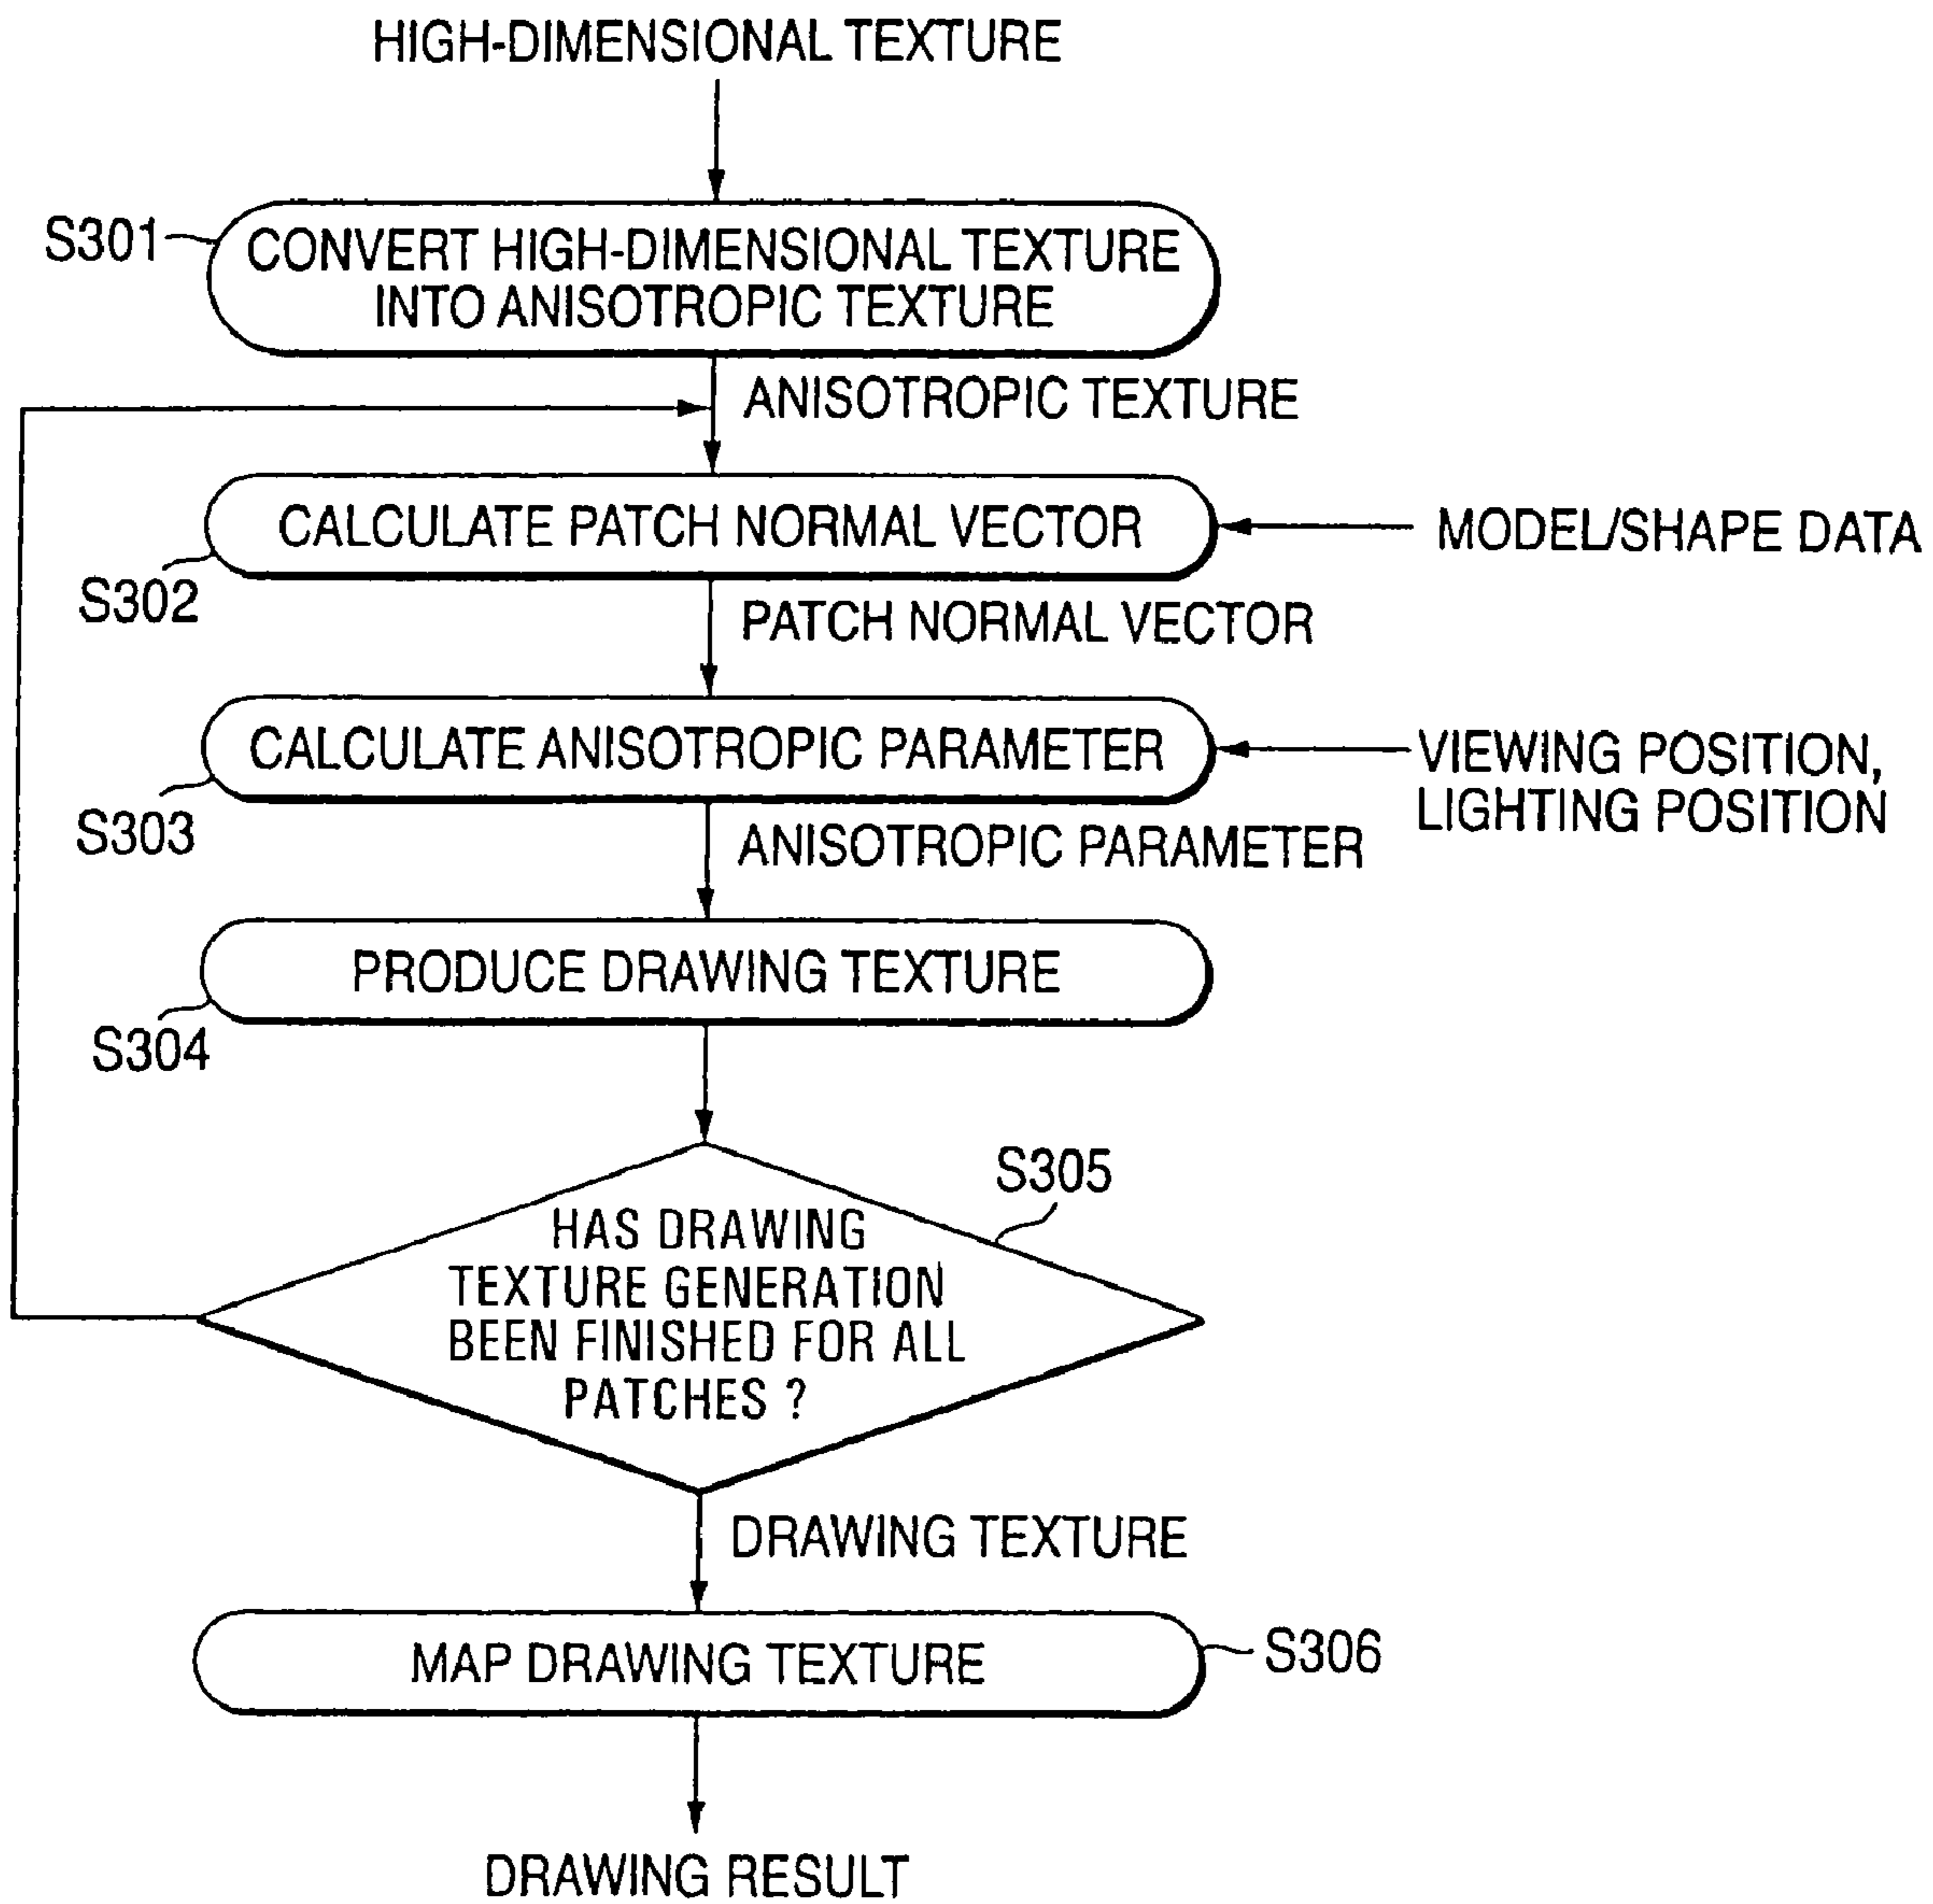 HIGH-DIMENSIONAL TEXTURE
S301
CONVERT HIGH-DIMENSIONAL TEXTURE
INTO ANISOTROPIC TEXTURE
ANISOTROPIC TEXTURE
CALCULATE PATCH NORMAL VECTOR
MODEL/SHAPE DATA
S302
PATCH NORMAL VECTOR
CALCULATE ANISOTROPIC PARAMETER
VIEWING POSITION,
LIGHTING POSITION
S303
ANISOTROPIC PARAMETER
PRODUCE DRAWING TEXTURE
S304
S305
HAS DRAWING
TEXTURE GENERATION
BEEN FINISHED FOR ALL
PATCHES ?
DRAWING TEXTURE
MAP DRAWING TEXTURE
S306
DRAWING RESULT